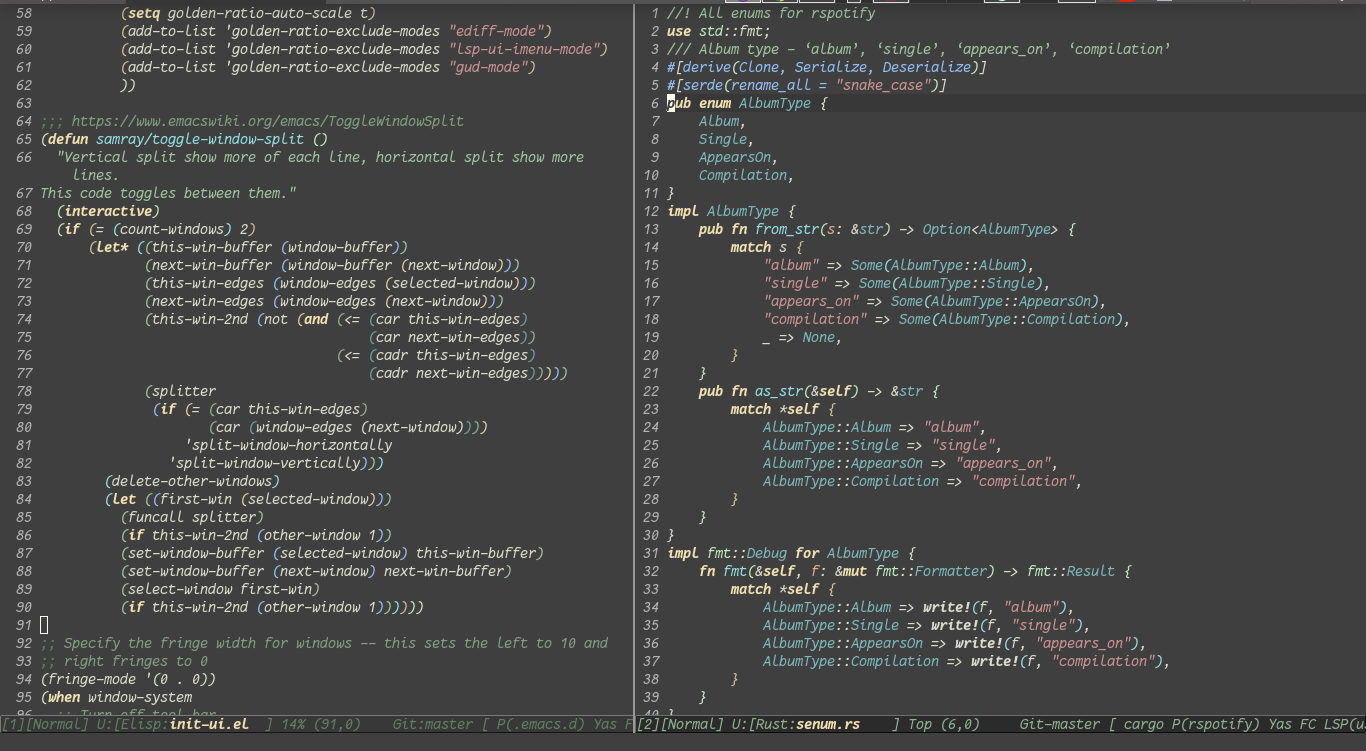 58 (setq golden-ratio-auto-scale t)
59 (add-to-list 'golden-ratio-exclude-modes "ediff-mode")
60 (add-to-list 'golden-ratio-exclude-modes "lsp-ui-imenu-mode")
61 (add-to-list 'golden-ratio-exclude-modes "gud-mode")
62 ))
63
64 ;;; https://www.emacswiki.org/emacs/ToggleWindowSplit
65 (defun samray/toggle-window-split ()
66 "Vertical split show more of each line, horizontal split show more
lines.
67 This code toggles between them."
68 (interactive)
69 (if (= (count-windows) 2)
70 (let* ((this-win-buffer (window-buffer))
71 (next-win-buffer (window-buffer (next-window)))
72 (this-win-edges (window-edges (selected-window)))
73 (next-win-edges (window-edges (next-window)))
74 (this-win-2nd (not (and (<= (car this-win-edges)
75 (car next-win-edges))
76 (<= (cadr this-win-edges)
77 (cadr next-win-edges)))))
78 (splitter
79 (if (= (car this-win-edges)
80 (car (window-edges (next-window))))
81 'split-window-horizontally
82 'split-window-vertically)))
83 (delete-other-windows)
84 (let ((first-win (selected-window)))
85 (funcall splitter)
86 (if this-win-2nd (other-window 1))
87 (set-window-buffer (selected-window) this-win-buffer)
88 (set-window-buffer (next-window) next-win-buffer)
89 (select-window first-win)
90 (if this-win-2nd (other-window 1))))))
91
92 ;; Specify the fringe width for windows -- this sets the left to 10 and
93 ;; right fringes to 0
94 (fringe-mode '(0 . 0))
95 (when window-system
96 ;; Turn off tool bar
[1][Normal] U:[Elisp:init-ui.el ] 14% (91,0) Git:master [ P(.emacs.d) Yas F
1 //! All enums for rspotify
2 use std::fmt;
3 /// Album type - ‘album’, ‘single’, ‘appears_on’, ‘compilation’
4 #[derive(Clone, Serialize, Deserialize)]
5 #[serde(rename_all = "snake_case")]
6 pub enum AlbumType {
7 Album,
8 Single,
9 AppearsOn,
10 Compilation,
11 }
12 impl AlbumType {
13 pub fn from_str(s: &str) -> Option<AlbumType> {
14 match s {
15 "album" => Some(AlbumType::Album),
16 "single" => Some(AlbumType::Single),
17 "appears_on" => Some(AlbumType::AppearsOn),
18 "compilation" => Some(AlbumType::Compilation),
19 _ => None,
20 }
21 }
22 pub fn as_str(&self) -> &str {
23 match *self {
24 AlbumType::Album => "album",
25 AlbumType::Single => "single",
26 AlbumType::AppearsOn => "appears_on",
27 AlbumType::Compilation => "compilation",
28 }
29 }
30 }
31 impl fmt::Debug for AlbumType {
32 fn fmt(&self, f: &mut fmt::Formatter) -> fmt::Result {
33 match *self {
34 AlbumType::Album => write!(f, "album"),
35 AlbumType::Single => write!(f, "single"),
36 AlbumType::AppearsOn => write!(f, "appears_on"),
37 AlbumType::Compilation => write!(f, "compilation"),
38 }
39 }
40 }
[2][Normal] U:[Rust:senum.rs ] Top (6,0) Git-master [ cargo P(rspotify) Yas FC LSP(u